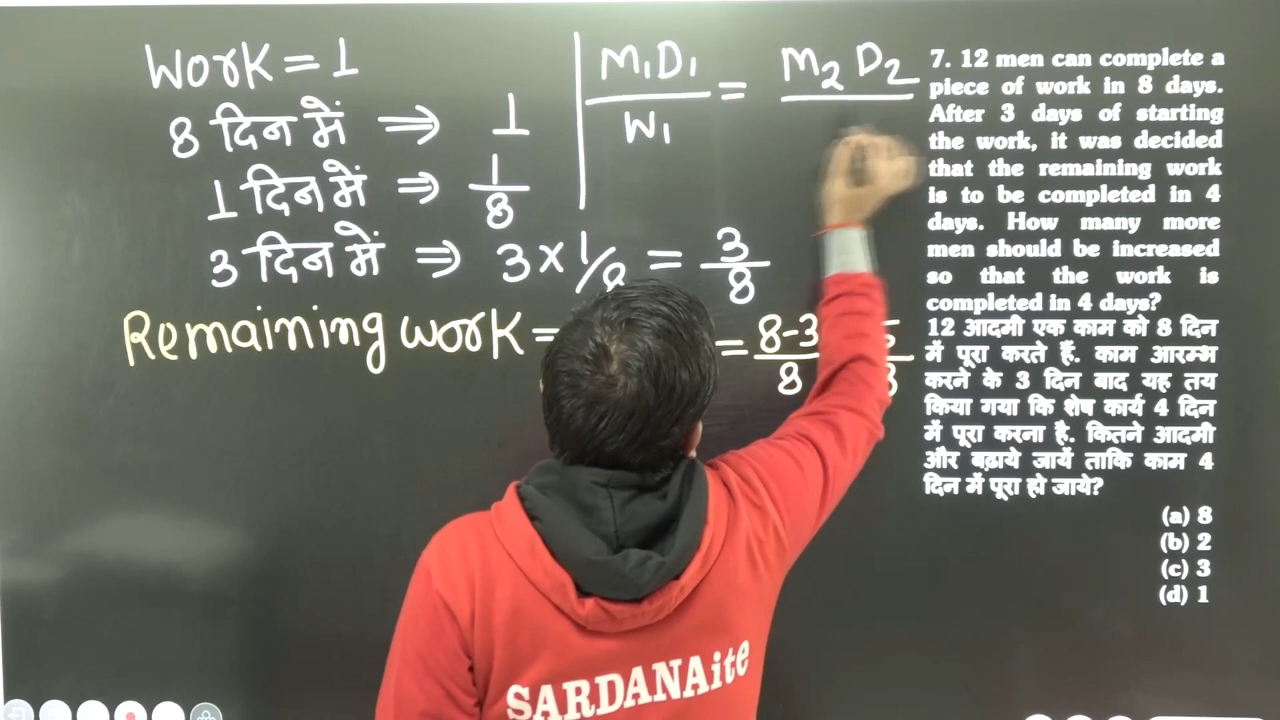 Work = 1
8 दिन में ⇒ 1
1 दिन में ⇒ 1/8
3 दिन में ⇒ 3 × 1/8 = 3/8
Remaining work = = 8-3/8
M₁D₁/W₁ = M₂D₂
7. 12 men can complete a
piece of work in 8 days.
After 3 days of starting
the work, it was decided
that the remaining work
is to be completed in 4
days. How many more
men should be increased
so that the work is
completed in 4 days?
12 आदमी एक काम को 8 दिन
में पूरा करते हैं. काम आरम्भ
करने के 3 दिन बाद यह तय
किया गया कि शेष कार्य 4 दिन
में पूरा करना है. कितने आदमी
और बढ़ाये जायें ताकि काम 4
दिन में पूरा हो जाये?
(a) 8
(b) 2
(c) 3
(d) 1
SARDANAite